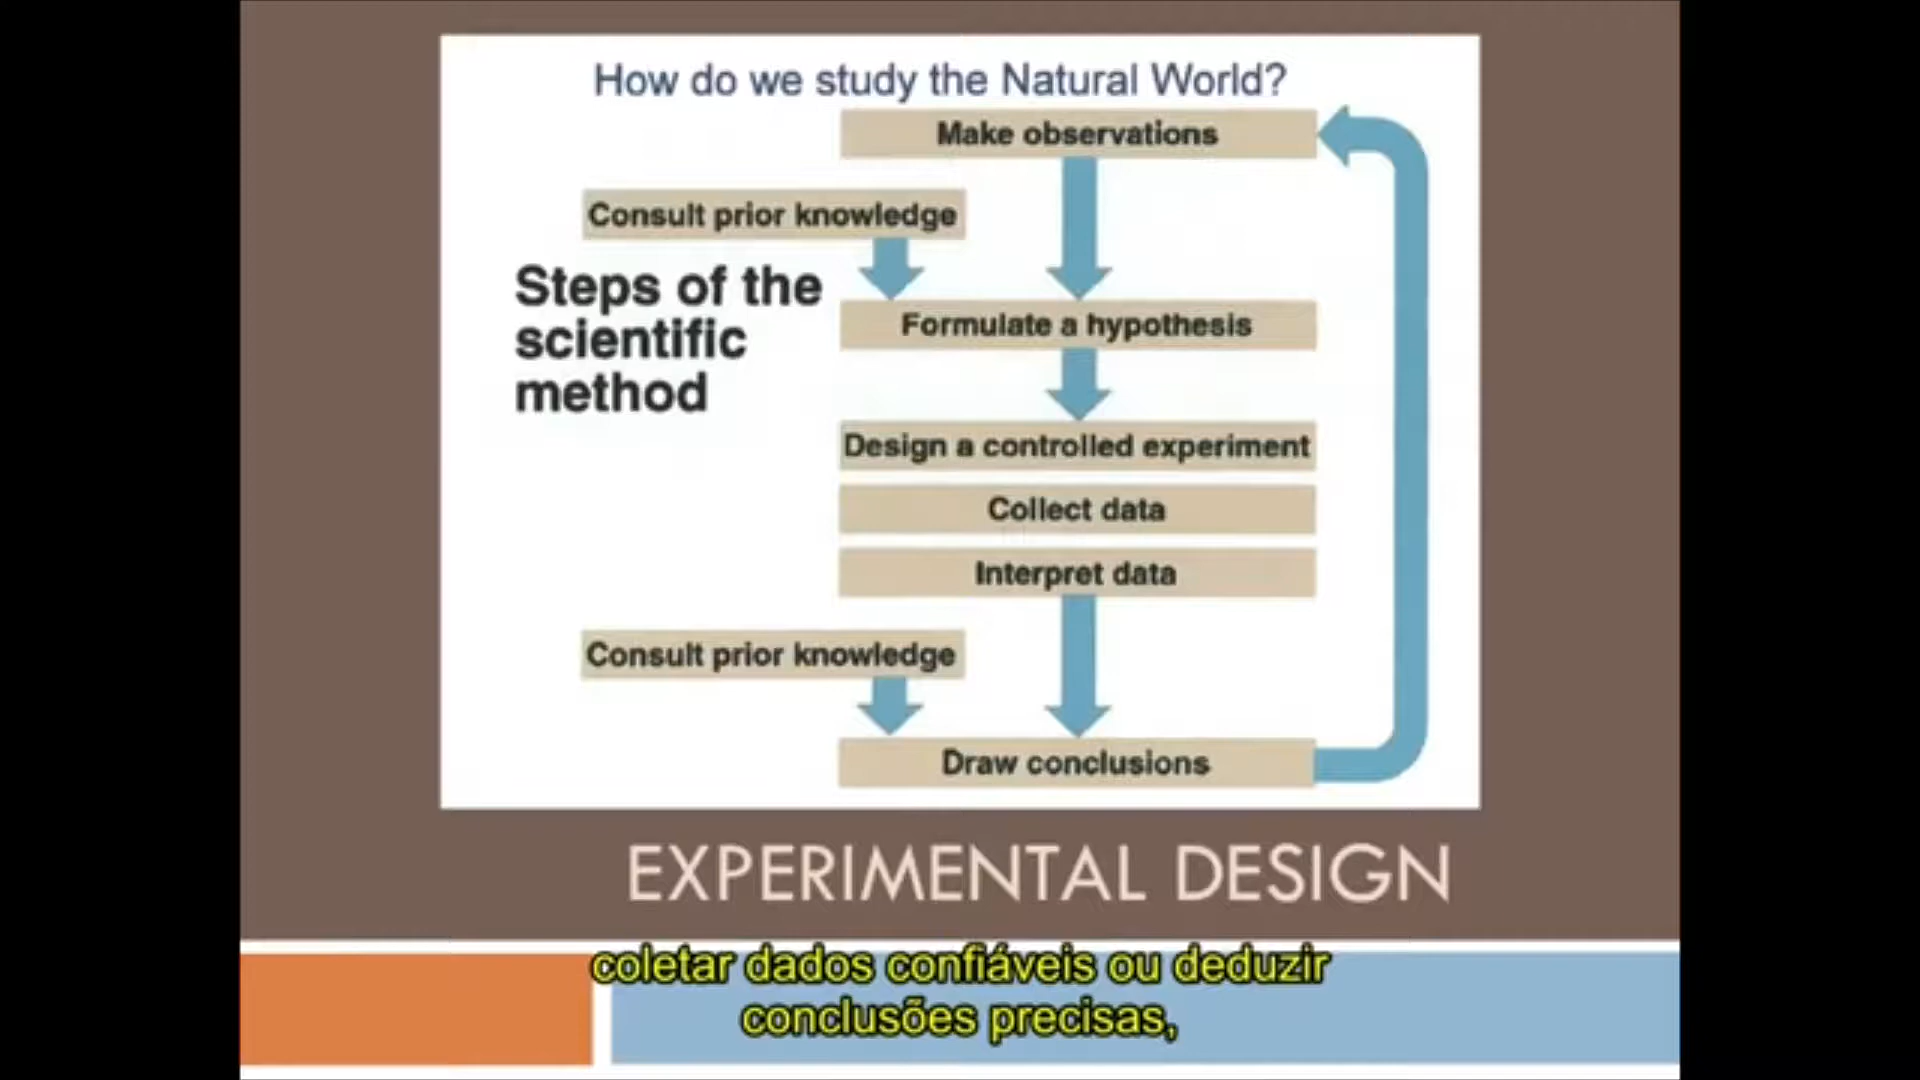 How do we study the Natural World?
Make observations
Consult prior knowledge
Steps of the
scientific
method
Formulate a hypothesis
Design a controlled experiment
Collect data
Interpret data
Consult prior knowledge
Draw conclusions
EXPERIMENTAL DESIGN
coletar dados confiáveis ou deduzir
conclusões precisas,